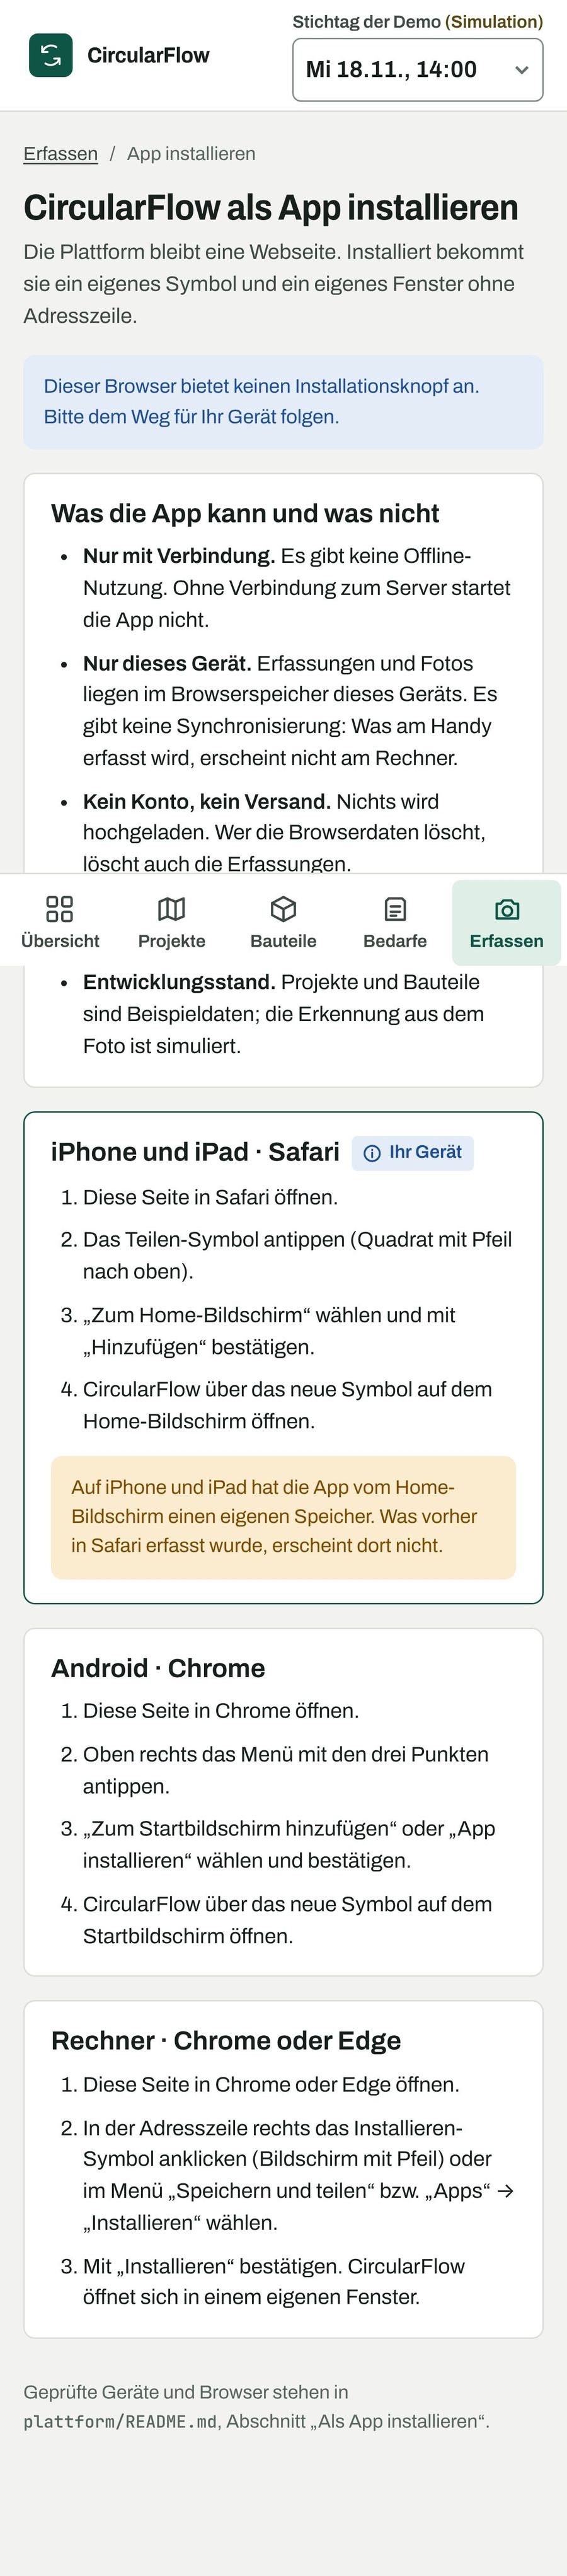 Stichtag der Demo (Simulation)
CircularFlow
Mi 18.11., 14:00
Erfassen / App installieren
CircularFlow als App installieren
Die Plattform bleibt eine Webseite. Installiert bekommt
sie ein eigenes Symbol und ein eigenes Fenster ohne
Adresszeile.
Dieser Browser bietet keinen Installationsknopf an.
Bitte dem Weg für Ihr Gerät folgen.
Was die App kann und was nicht
• Nur mit Verbindung. Es gibt keine Offline-
Nutzung. Ohne Verbindung zum Server startet
die App nicht.
• Nur dieses Gerät. Erfassungen und Fotos
liegen im Browserspeicher dieses Geräts. Es
gibt keine Synchronisierung: Was am Handy
erfasst wird, erscheint nicht am Rechner.
• Kein Konto, kein Versand. Nichts wird
hochgeladen. Wer die Browserdaten löscht,
löscht auch die Erfassungen.
Übersicht Projekte Bauteile Bedarfe Erfassen
• Entwicklungsstand. Projekte und Bauteile
sind Beispieldaten; die Erkennung aus dem
Foto ist simuliert.
iPhone und iPad · Safari Ihr Gerät
1. Diese Seite in Safari öffnen.
2. Das Teilen-Symbol antippen (Quadrat mit Pfeil
nach oben).
3. „Zum Home-Bildschirm“ wählen und mit
„Hinzufügen“ bestätigen.
4. CircularFlow über das neue Symbol auf dem
Home-Bildschirm öffnen.
Auf iPhone und iPad hat die App vom Home-
Bildschirm einen eigenen Speicher. Was vorher
in Safari erfasst wurde, erscheint dort nicht.
Android · Chrome
1. Diese Seite in Chrome öffnen.
2. Oben rechts das Menü mit den drei Punkten
antippen.
3. „Zum Startbildschirm hinzufügen“ oder „App
installieren“ wählen und bestätigen.
4. CircularFlow über das neue Symbol auf dem
Startbildschirm öffnen.
Rechner · Chrome oder Edge
1. Diese Seite in Chrome oder Edge öffnen.
2. In der Adresszeile rechts das Installieren-
Symbol anklicken (Bildschirm mit Pfeil) oder
im Menü „Speichern und teilen“ bzw. „Apps“ →
„Installieren“ wählen.
3. Mit „Installieren“ bestätigen. CircularFlow
öffnet sich in einem eigenen Fenster.
Geprüfte Geräte und Browser stehen in
plattform/README.md, Abschnitt „Als App installieren“.